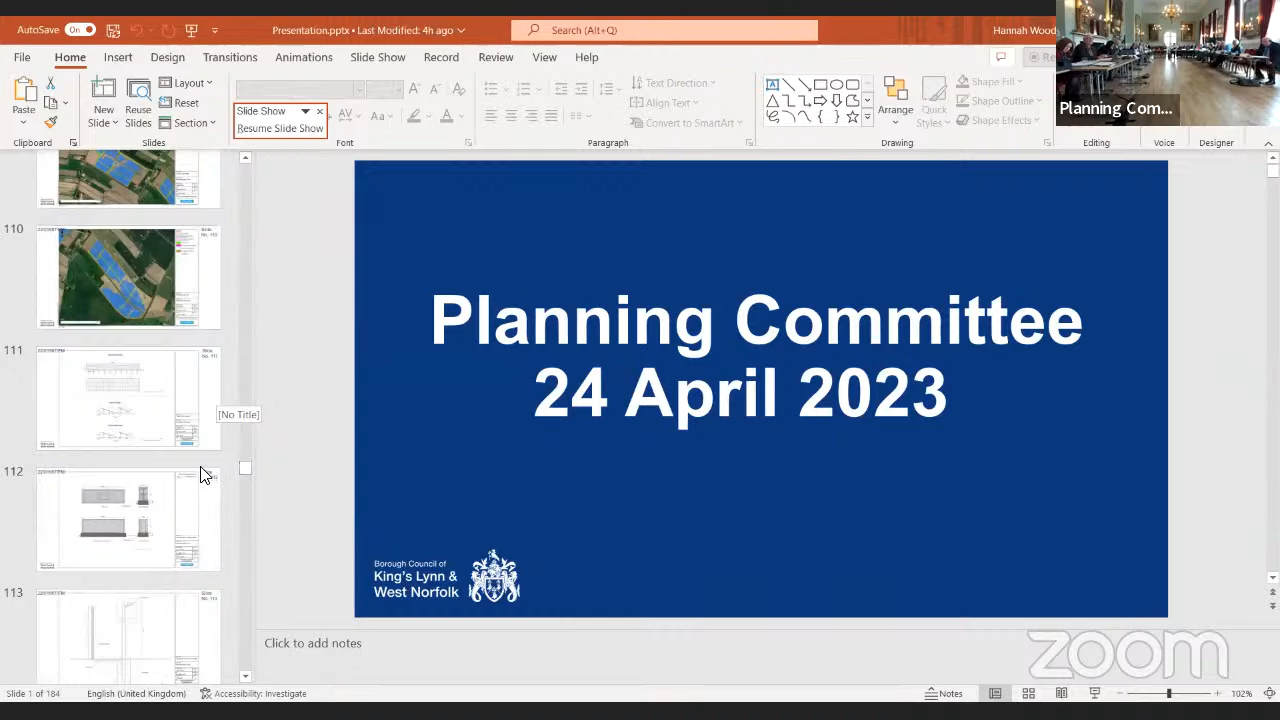 AutoSave On
Presentation.pptx • Last Modified: 4h ago
Search (Alt+Q)
Hannah Wood
File Home Insert Design Transitions Animations Slide Show Record Review View Help
Paste
New Slides
Reuse Slides
Layout
Reset
Section
Slide Show
Resume Slide Show
Aa
A
Text Direction
Align Text
Convert to SmartArt
Arrange
Quick Styles
Shape Fill
Shape Outline
Shape Effects
Planning Com...
Clipboard Slides Font Paragraph Drawing Editing Voice Designer
110
111
[No Title]
112
113
Planning Committee
24 April 2023
Borough Council of
King's Lynn &
West Norfolk
Click to add notes
zoom
Slide 1 of 184 English (United Kingdom) Accessibility: Investigate Notes 102%